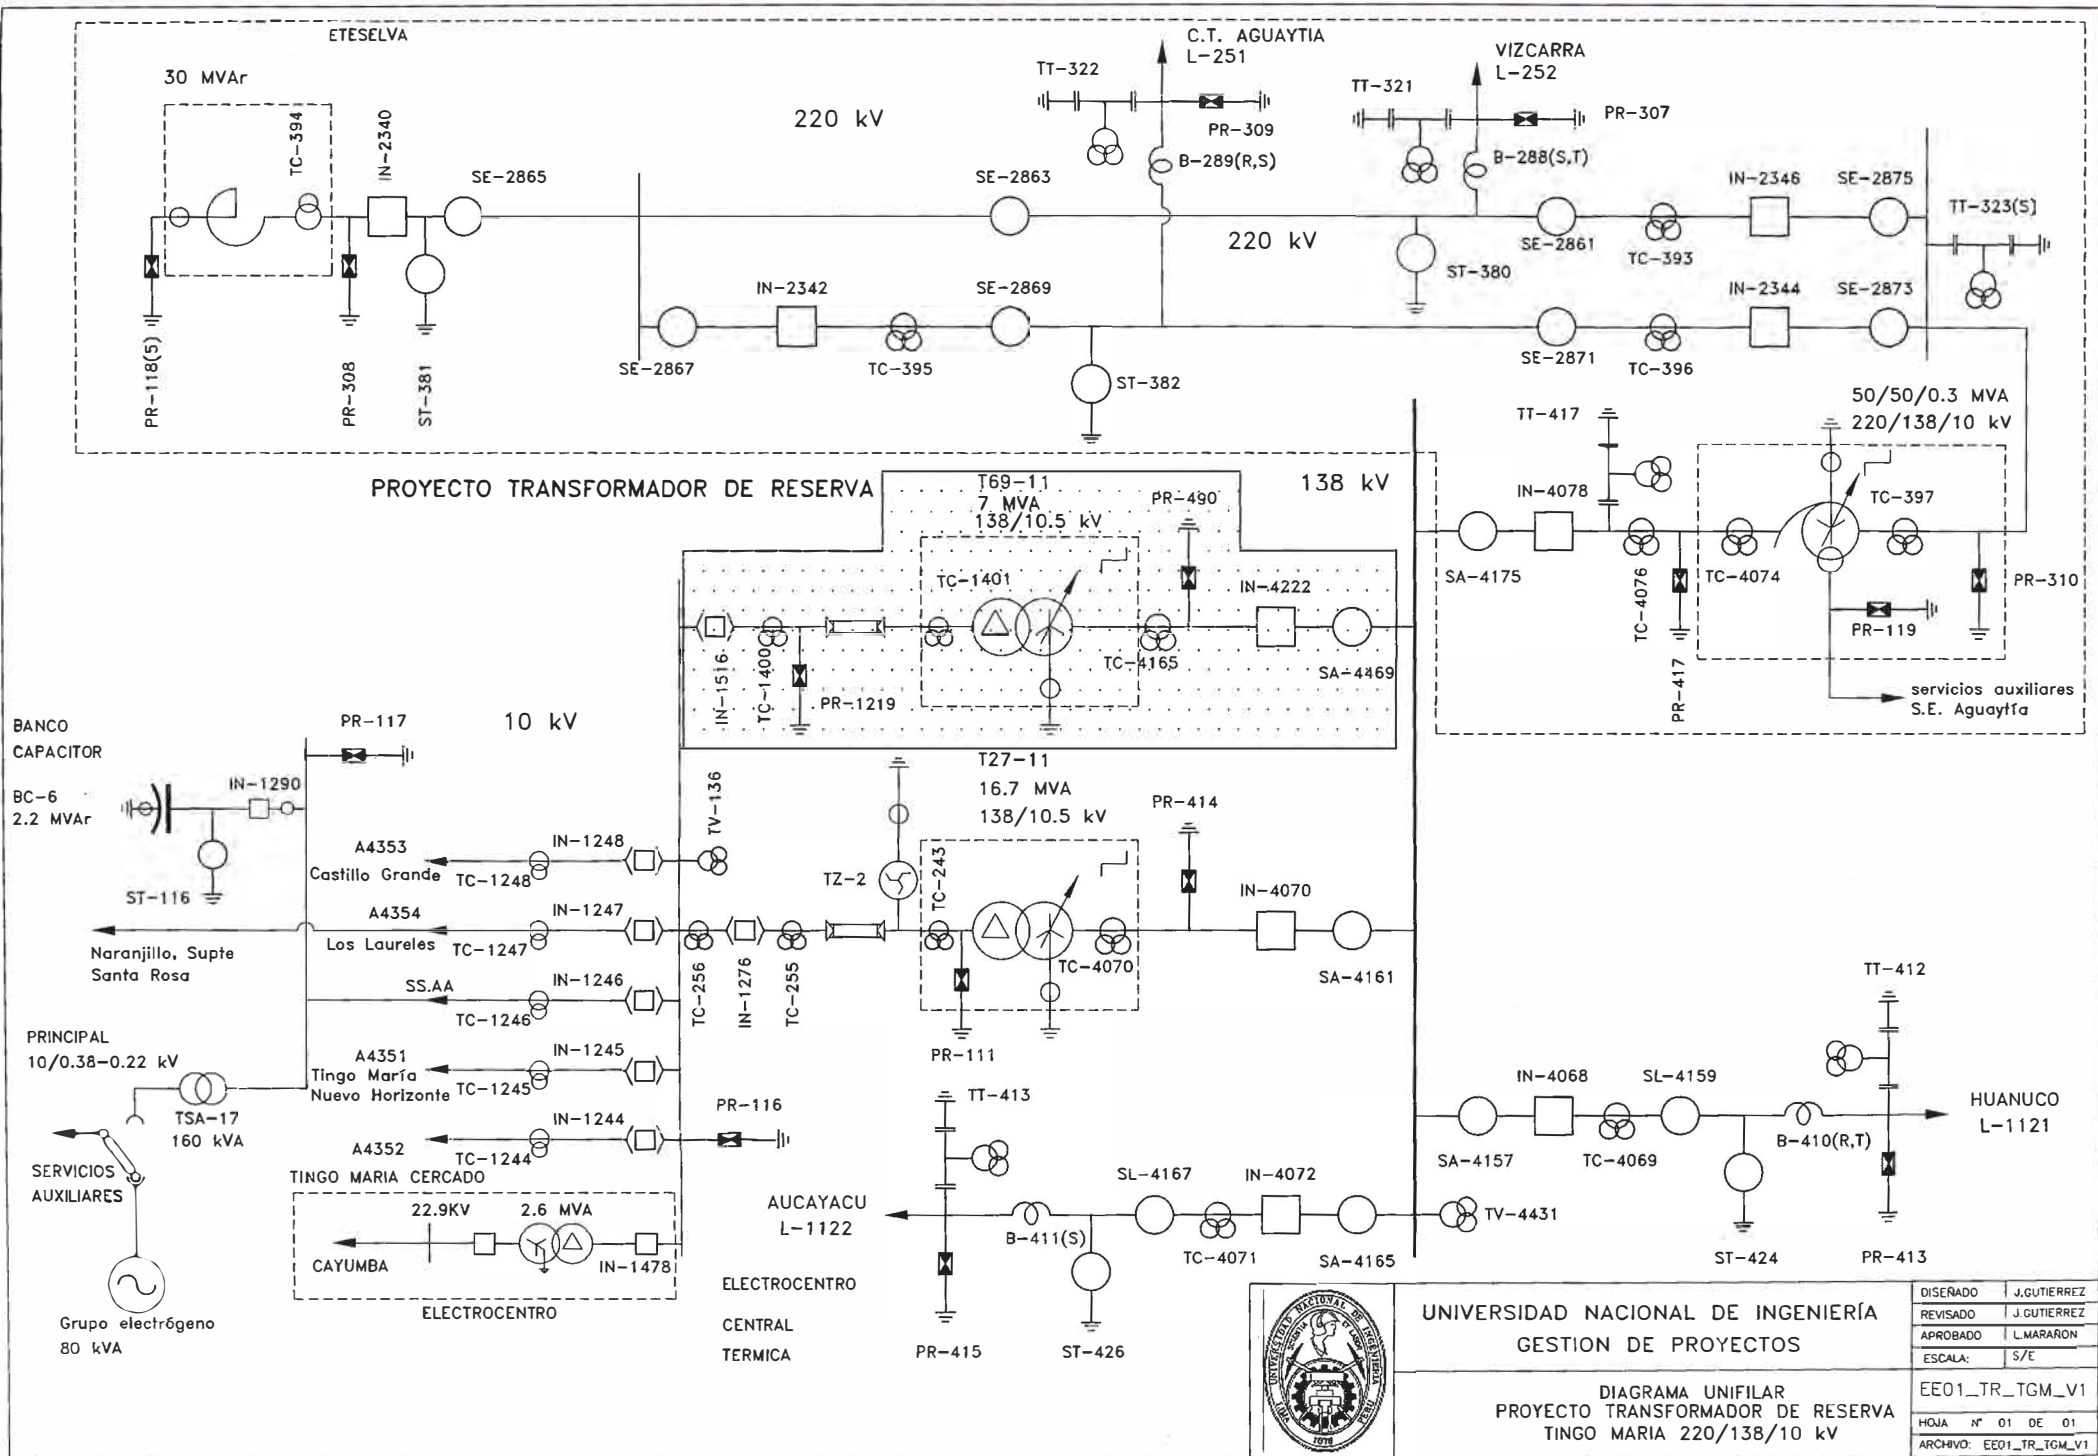 ETESELVA
30 MVAr
TC-394
IN-2340
SE-2865
PR-118(5)
PR-308
ST-381
220 kV
SE-2863
TT-322
C.T. AGUAYTIA
L-251
PR-309
B-289(R,S)
VIZCARRA
L-252
TT-321
PR-307
B-288(S,T)
220 kV
IN-2346
SE-2875
SE-2861
TC-393
TT-323(S)
ST-380
IN-2342
SE-2869
SE-2867
TC-395
ST-382
IN-2344
SE-2873
SE-2871
TC-396
50/50/0.3 MVA
220/138/10 kV
TT-417
IN-4078
SA-4175
TC-4076
PR-417
TC-4074
TC-397
PR-310
PR-119
servicios auxiliares
S.E. Aguaytía
PROYECTO TRANSFORMADOR DE RESERVA
138 kV
T69-11
7 MVA
138/10.5 kV
PR-490
TC-1401
IN-4222
TC-4165
SA-4469
IN-1516
TC-1400
PR-1219
10 kV
BANCO
CAPACITOR
BC-6
2.2 MVAr
PR-117
IN-1290
ST-116
T27-11
16.7 MVA
138/10.5 kV
PR-414
TV-136
TZ-2
TC-243
IN-4070
TC-4070
SA-4161
TC-256
IN-1276
TC-255
PR-111
A4353
Castillo Grande
TC-1248
IN-1248
A4354
Los Laureles
TC-1247
IN-1247
Naranjillo, Supte
Santa Rosa
SS.AA
TC-1246
IN-1246
A4351
Tingo María
Nuevo Horizonte
TC-1245
IN-1245
A4352
TC-1244
IN-1244
TINGO MARIA CERCADO
PR-116
PRINCIPAL
10/0.38-0.22 kV
TSA-17
160 kVA
SERVICIOS
AUXILIARES
Grupo electrógeno
80 kVA
22.9KV
2.6 MVA
CAYUMBA
IN-1478
ELECTROCENTRO
TT-413
AUCAYACU
L-1122
B-411(S)
SL-4167
IN-4072
TC-4071
SA-4165
TV-4431
PR-415
ST-426
ELECTROCENTRO
CENTRAL
TERMICA
IN-4068
SL-4159
SA-4157
TC-4069
B-410(R,T)
TT-412
HUANUCO
L-1121
ST-424
PR-413
UNIVERSIDAD NACIONAL DE INGENIERIA
SCIENTIA ET LABOR
LIMA PERU
1876
UNIVERSIDAD NACIONAL DE INGENIERÍA
GESTION DE PROYECTOS
DIAGRAMA UNIFILAR
PROYECTO TRANSFORMADOR DE RESERVA
TINGO MARIA 220/138/10 kV
DISEÑADO J.GUTIERREZ
REVISADO J.GUTIERREZ
APROBADO L.MARAÑON
ESCALA: S/E
EE01_TR_TGM_V1
HOJA N° 01 DE 01
ARCHIVO: EE01_TR_TGM_V1